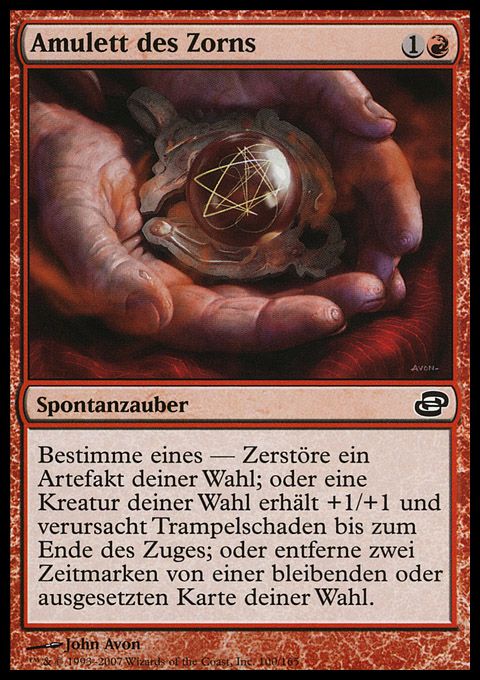 Amulett des Zorns
1
AVON-
Spontanzauber
Bestimme eines — Zerstöre ein
Artefakt deiner Wahl; oder eine
Kreatur deiner Wahl erhält +1/+1 und
verursacht Trampelschaden bis zum
Ende des Zuges; oder entferne zwei
Zeitmarken von einer bleibenden oder
ausgesetzten Karte deiner Wahl.
John Avon
™ & © 1993-2007 Wizards of the Coast, Inc. 100/165